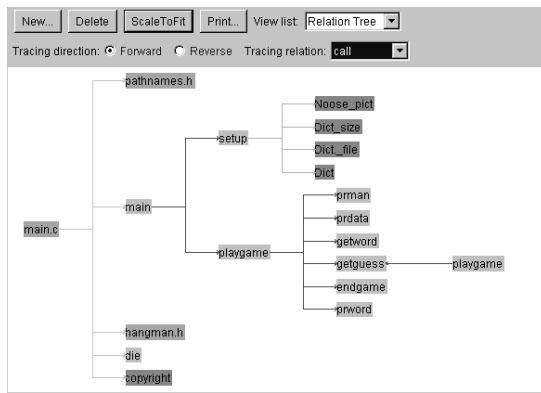 New... Delete ScaleToFit Print... View list: Relation Tree
Tracing direction: Forward Reverse Tracing relation: call
pathnames.h
Noose_pict
Dict_size
setup
Dict_file
Dict
prman
main
prdata
main.c
getword
playgame
getguess playgame
endgame
prword
hangman.h
die
copyright